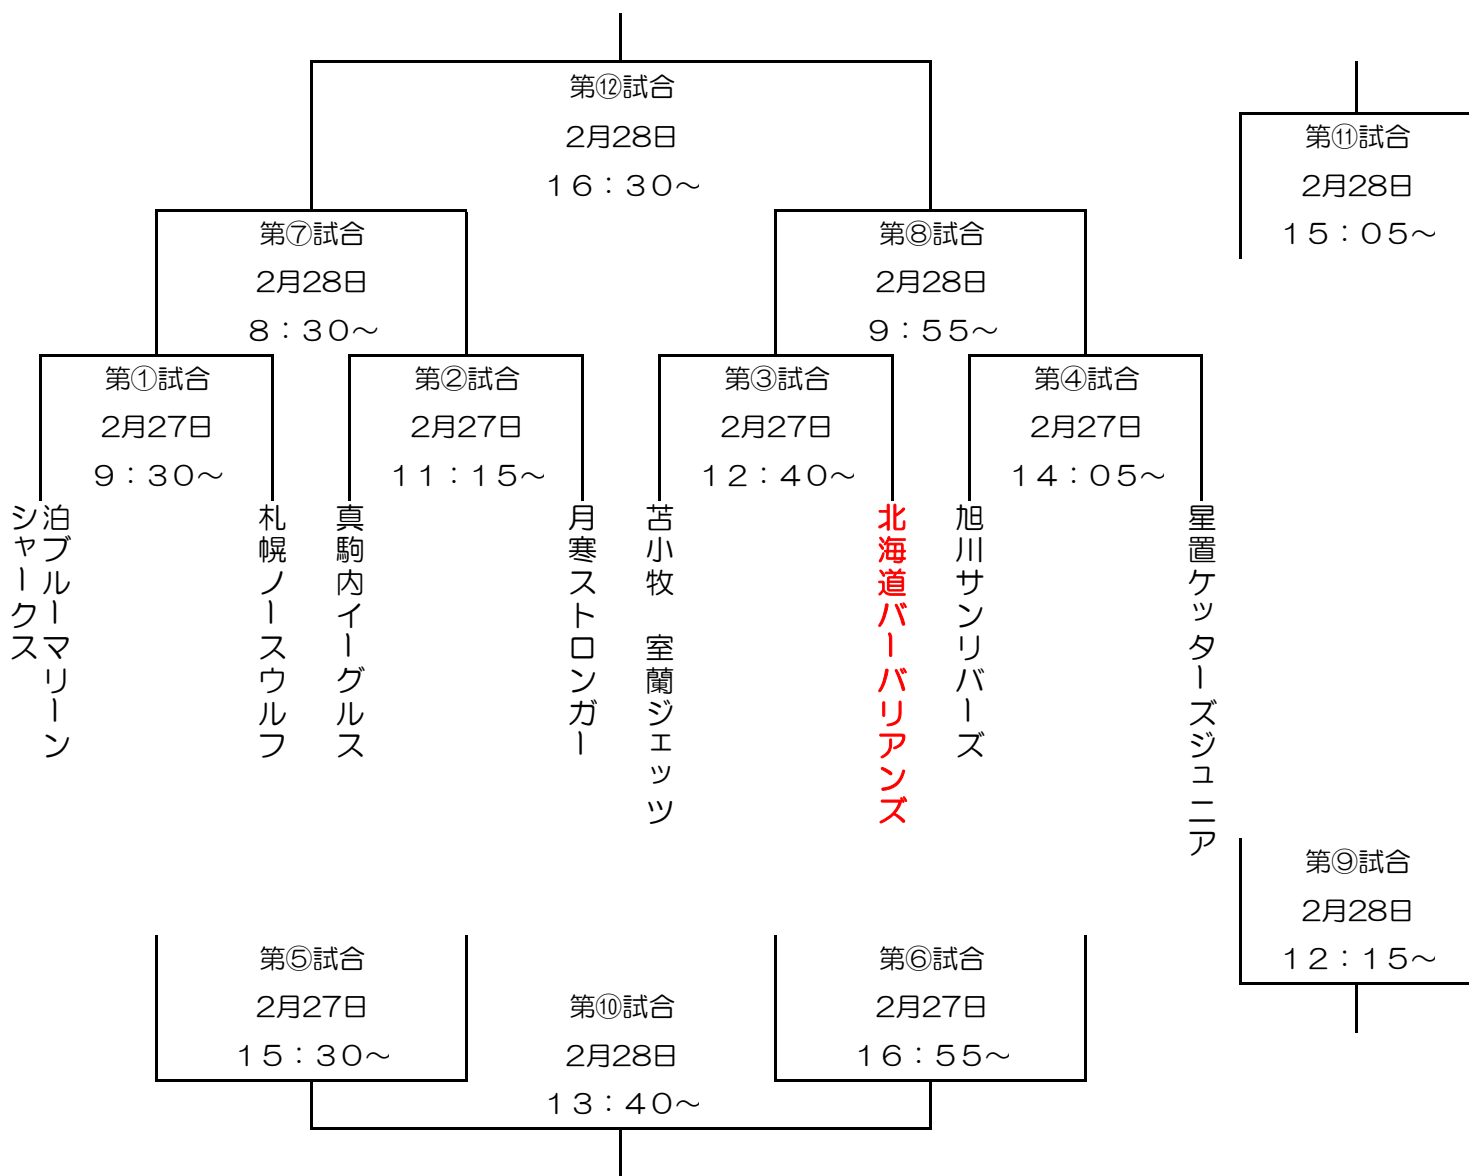 第⑫試合
2月28日
16：30～
第⑪試合
2月28日
15：05～
第⑦試合
2月28日
8：30～
第⑧試合
2月28日
9：55～
第①試合
2月27日
9：30～
第②試合
2月27日
11：15～
第③試合
2月27日
12：40～
第④試合
2月27日
14：05～
泊ブルーマリーン
シャークス
札幌ノースウルフ
真駒内イーグルス
月寒ストロンガー
苫小牧　室蘭ジェッツ
北海道バーバリアンズ
旭川サンリバーズ
星置ケッターズジュニア
第⑨試合
2月28日
12：15～
第⑤試合
2月27日
15：30～
第⑩試合
2月28日
13：40～
第⑥試合
2月27日
16：55～